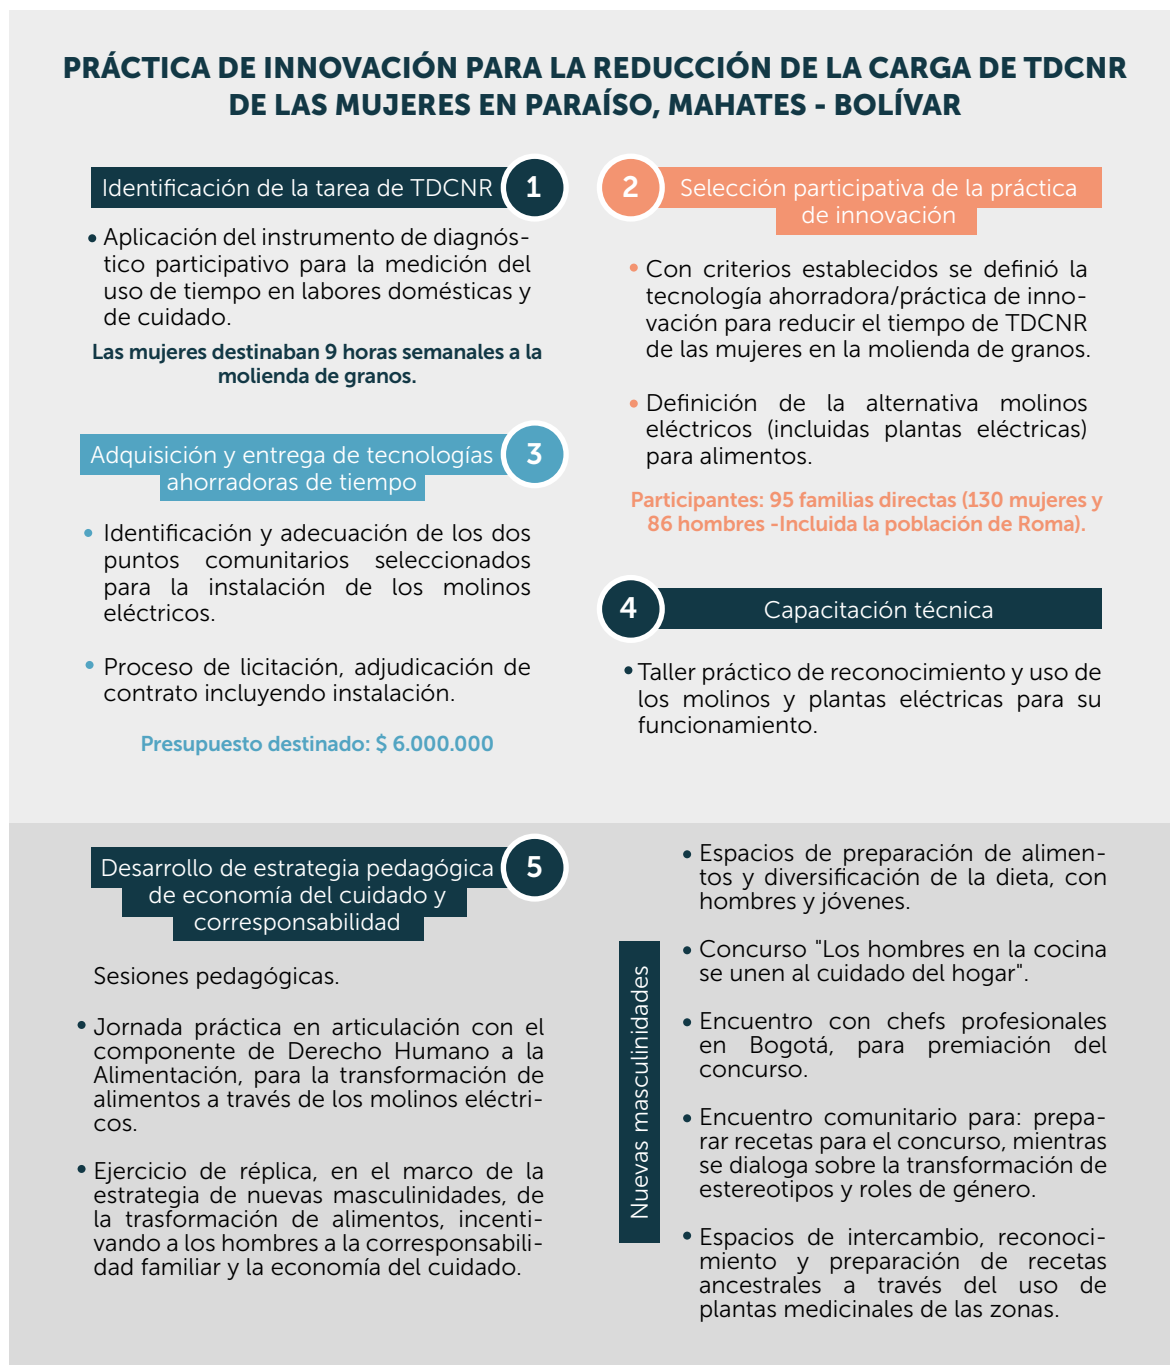 PRÁCTICA DE INNOVACIÓN PARA LA REDUCCIÓN DE LA CARGA DE TDCNR
DE LAS MUJERES EN PARAÍSO, MAHATES - BOLÍVAR
Identificación de la tarea de TDCNR
1
• Aplicación del instrumento de diagnós-
tico participativo para la medición del
uso de tiempo en labores domésticas y
de cuidado.
Las mujeres destinaban 9 horas semanales a la
molienda de granos.
2
Selección participativa de la práctica
de innovación
• Con criterios establecidos se definió la
tecnología ahorradora/práctica de inno-
vación para reducir el tiempo de TDCNR
de las mujeres en la molienda de granos.
• Definición de la alternativa molinos
eléctricos (incluidas plantas eléctricas)
para alimentos.
Participantes: 95 familias directas (130 mujeres y
86 hombres -Incluida la población de Roma).
Adquisición y entrega de tecnologías
ahorradoras de tiempo
3
• Identificación y adecuación de los dos
puntos comunitarios seleccionados
para la instalación de los molinos
eléctricos.
• Proceso de licitación, adjudicación de
contrato incluyendo instalación.
Presupuesto destinado: $ 6.000.000
4
Capacitación técnica
• Taller práctico de reconocimiento y uso de
los molinos y plantas eléctricas para su
funcionamiento.
Desarrollo de estrategia pedagógica
de economía del cuidado y
corresponsabilidad
5
Sesiones pedagógicas.
• Jornada práctica en articulación con el
componente de Derecho Humano a la
Alimentación, para la transformación de
alimentos a través de los molinos eléctri-
cos.
• Ejercicio de réplica, en el marco de la
estrategia de nuevas masculinidades, de
la trasformación de alimentos, incenti-
vando a los hombres a la corresponsabili-
dad familiar y la economía del cuidado.
Nuevas masculinidades
• Espacios de preparación de alimen-
tos y diversificación de la dieta, con
hombres y jóvenes.
• Concurso "Los hombres en la cocina
se unen al cuidado del hogar".
• Encuentro con chefs profesionales
en Bogotá, para premiación del
concurso.
• Encuentro comunitario para: prepa-
rar recetas para el concurso, mientras
se dialoga sobre la transformación de
estereotipos y roles de género.
• Espacios de intercambio, reconoci-
miento y preparación de recetas
ancestrales a través del uso de
plantas medicinales de las zonas.